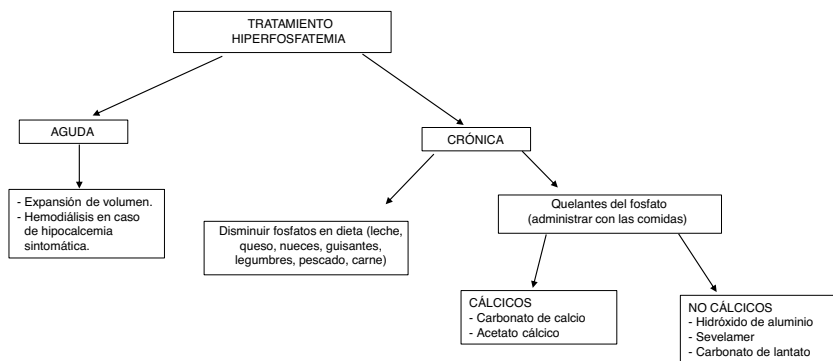 TRATAMIENTO
HIPERFOSFATEMIA
AGUDA
CRÓNICA
- Expansión de volumen.
- Hemodiálisis en caso
de hipocalcemia
sintomática.
Disminuir fosfatos en dieta (leche,
queso, nueces, guisantes,
legumbres, pescado, carne)
Quelantes del fosfato
(administrar con las comidas)
CÁLCICOS
- Carbonato de calcio
- Acetato cálcico
NO CÁLCICOS
- Hidróxido de aluminio
- Sevelamer
- Carbonato de lantato